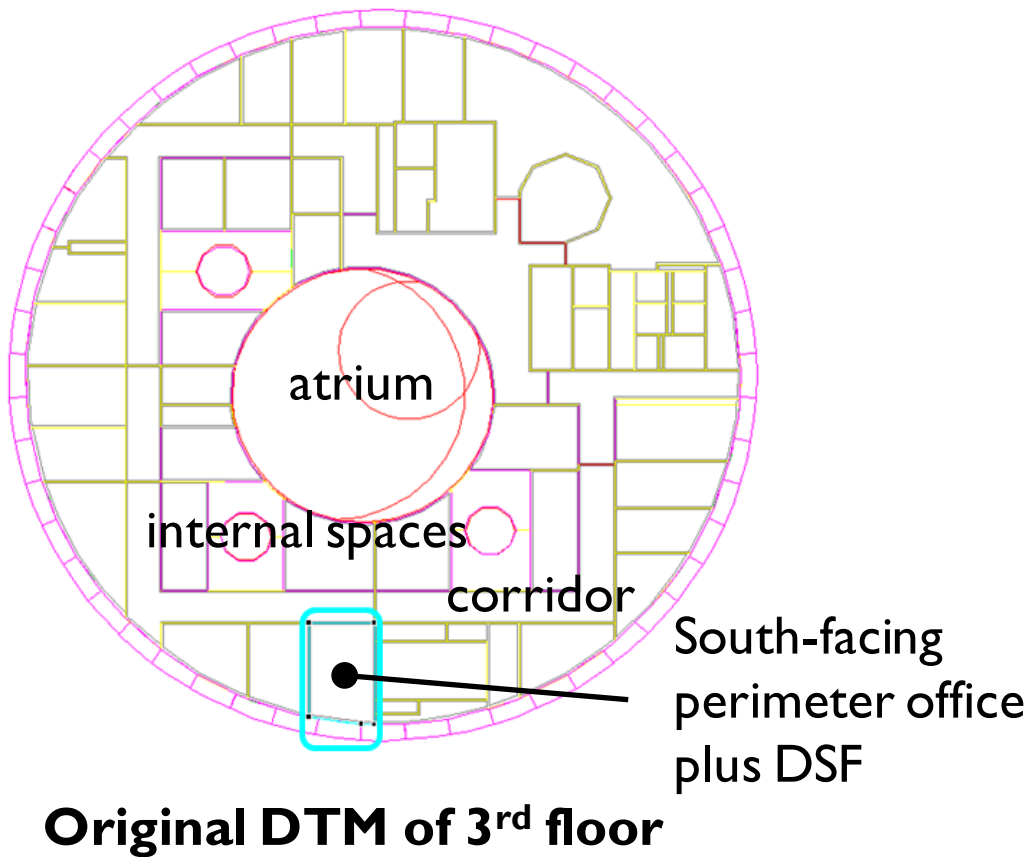 atrium
internal spaces
corridor
South-facing
perimeter office
plus DSF
Original DTM of 3rd floor